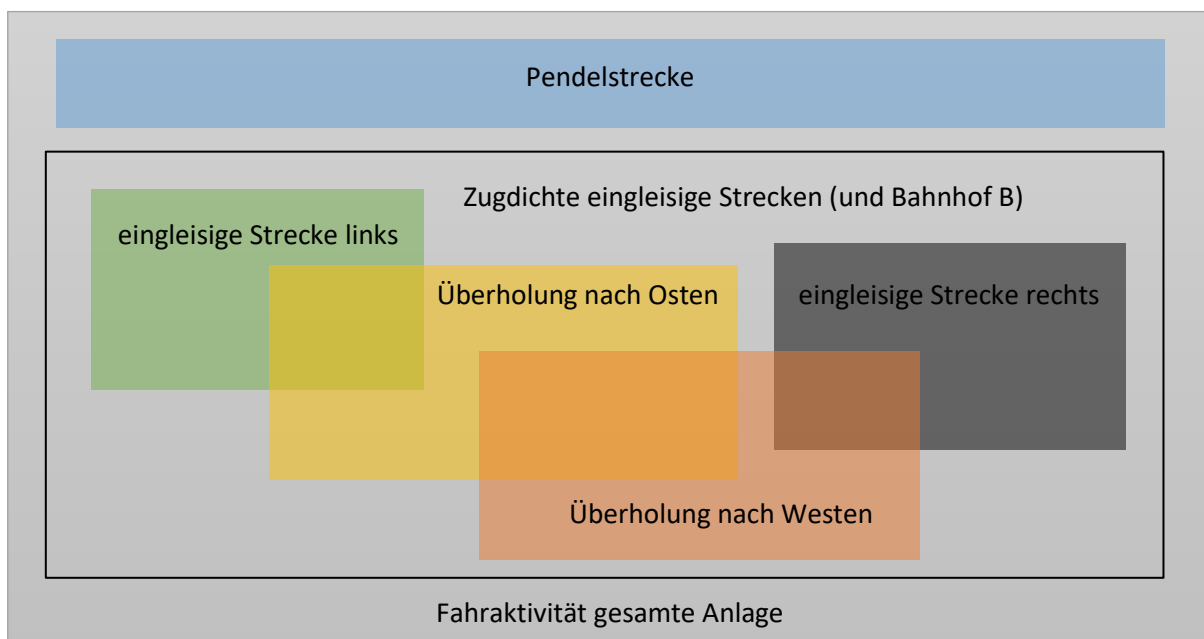 Pendelstrecke
Zugdichte eingleisige Strecken (und Bahnhof B)
eingleisige Strecke links
Überholung nach Osten
eingleisige Strecke rechts
Überholung nach Westen
Fahraktivität gesamte Anlage